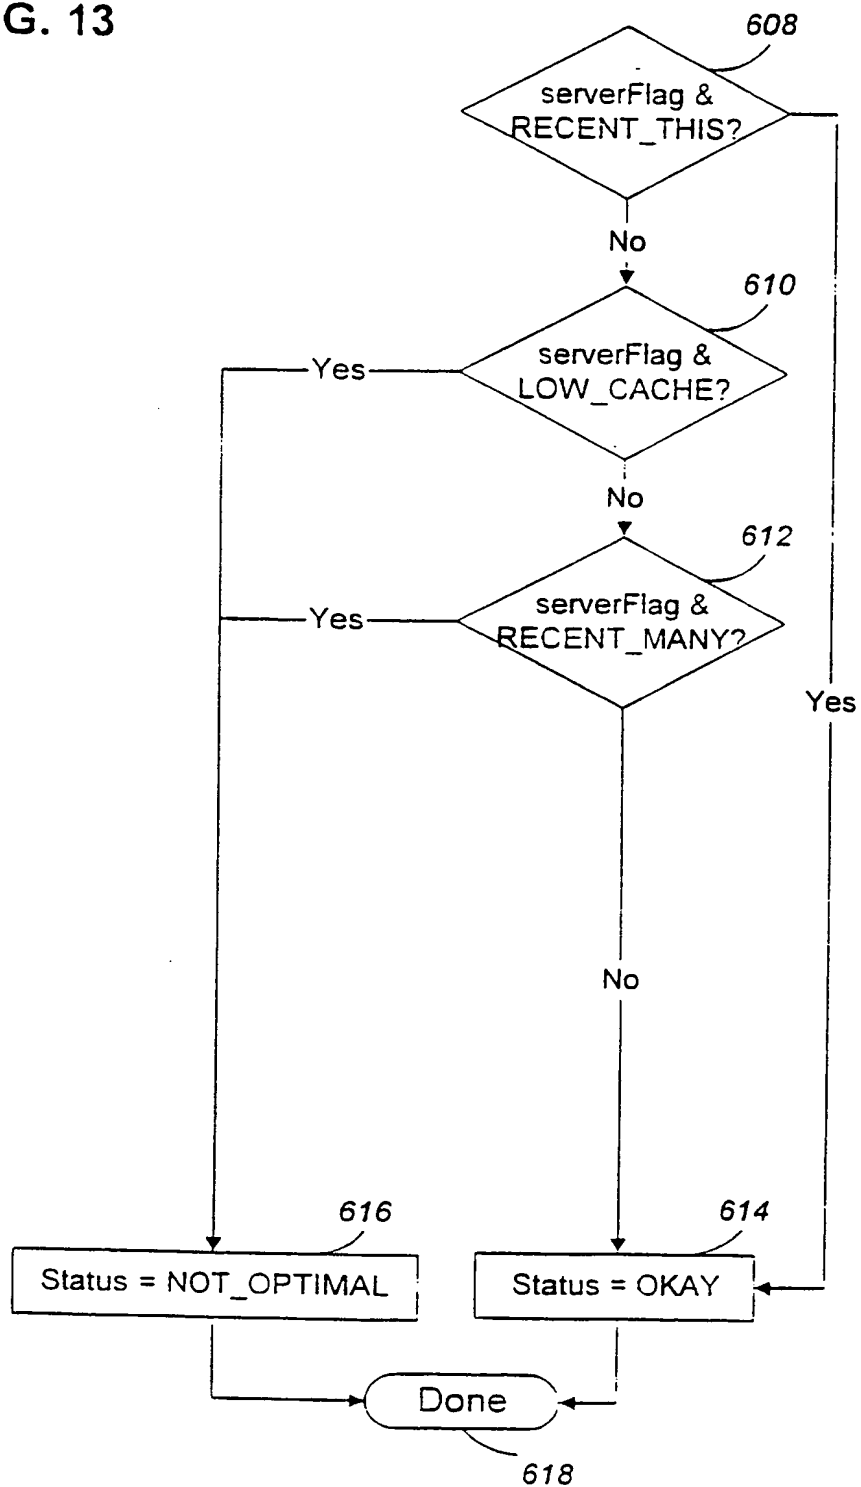 G. 13
608
serverFlag &
RECENT_THIS?
No
610
serverFlag &
LOW_CACHE?
Yes
No
612
serverFlag &
RECENT_MANY?
Yes
Yes
No
616
614
Status = NOT_OPTIMAL
Status = OKAY
Done
618